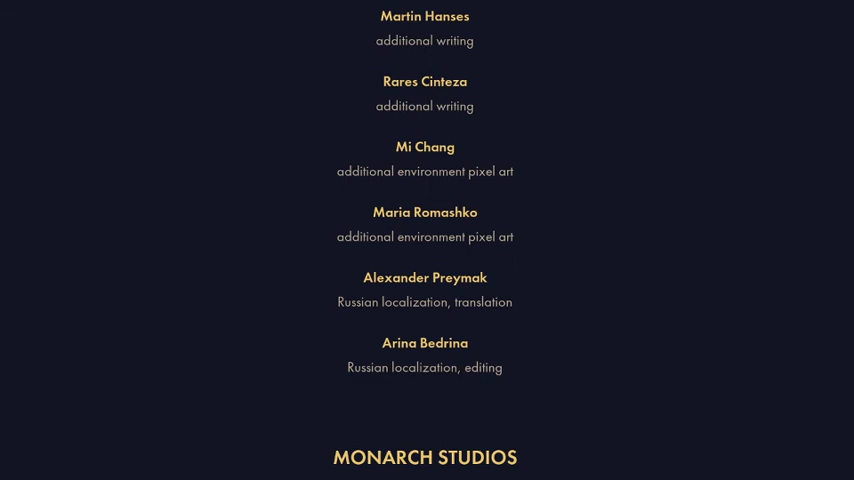 Martin Hanses
additional writing
Rares Cinteza
additional writing
Mi Chang
additional environment pixel art
Maria Romashko
additional environment pixel art
Alexander Preymak
Russian localization, translation
Arina Bedrina
Russian localization, editing
MONARCH STUDIOS